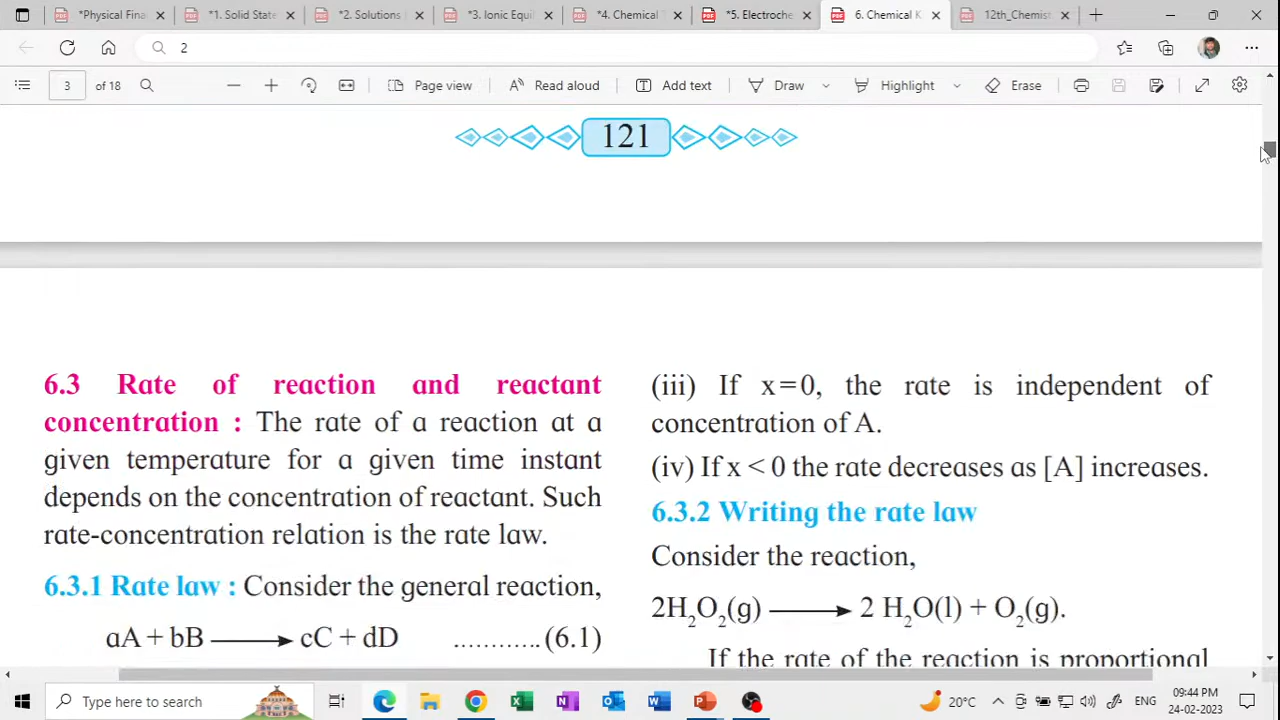 *Physical Fina
*1. Solid State
*2. Solutions
*3. Ionic Equi
*4. Chemical
*5. Electroche
6. Chemical K
12th_Chemist
2
3 of 18
Page view
Read aloud
Add text
Draw
Highlight
Erase
121
6.3 Rate of reaction and reactant
concentration : The rate of a reaction at a
given temperature for a given time instant
depends on the concentration of reactant. Such
rate-concentration relation is the rate law.
6.3.1 Rate law : Consider the general reaction,
aA + bB ⟶ cC + dD ...........(6.1)
(iii) If x=0, the rate is independent of
concentration of A.
(iv) If x < 0 the rate decreases as [A] increases.
6.3.2 Writing the rate law
Consider the reaction,
2H₂O₂(g) ⟶ 2 H₂O(l) + O₂(g).
If the rate of the reaction is proportional
Type here to search
20°C
ENG
09:44 PM
24-02-2023